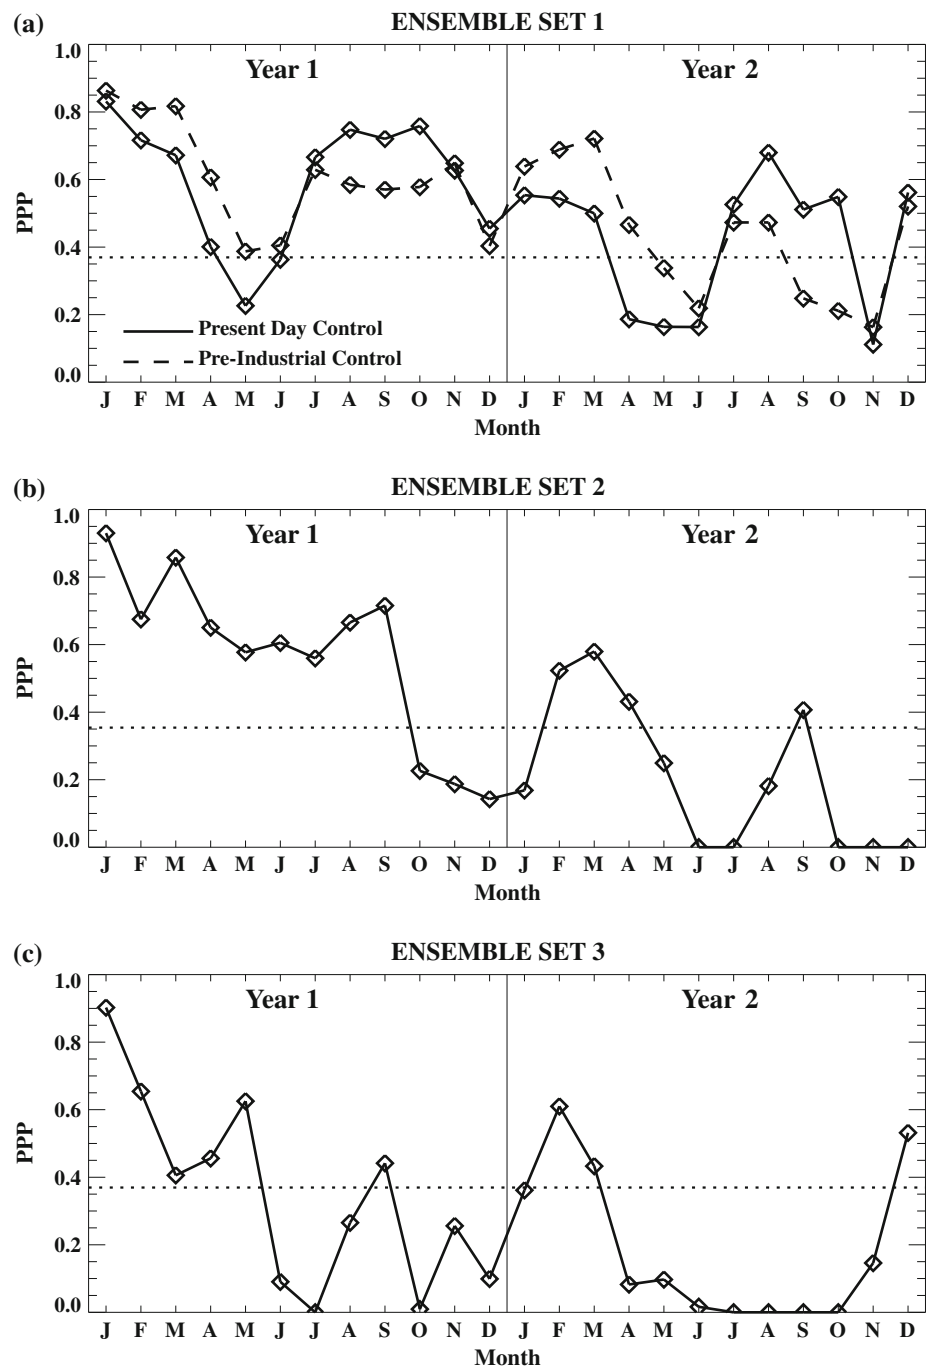 (a)
ENSEMBLE SET 1
Year 1 Year 2
1.0
0.8
0.6
0.4
0.2
0.0
PPP
Present Day Control
Pre-Industrial Control
J F M A M J J A S O N D J F M A M J J A S O N D
Month
(b)
ENSEMBLE SET 2
Year 1 Year 2
1.0
0.8
0.6
0.4
0.2
0.0
PPP
J F M A M J J A S O N D J F M A M J J A S O N D
Month
(c)
ENSEMBLE SET 3
Year 1 Year 2
1.0
0.8
0.6
0.4
0.2
0.0
PPP
J F M A M J J A S O N D J F M A M J J A S O N D
Month